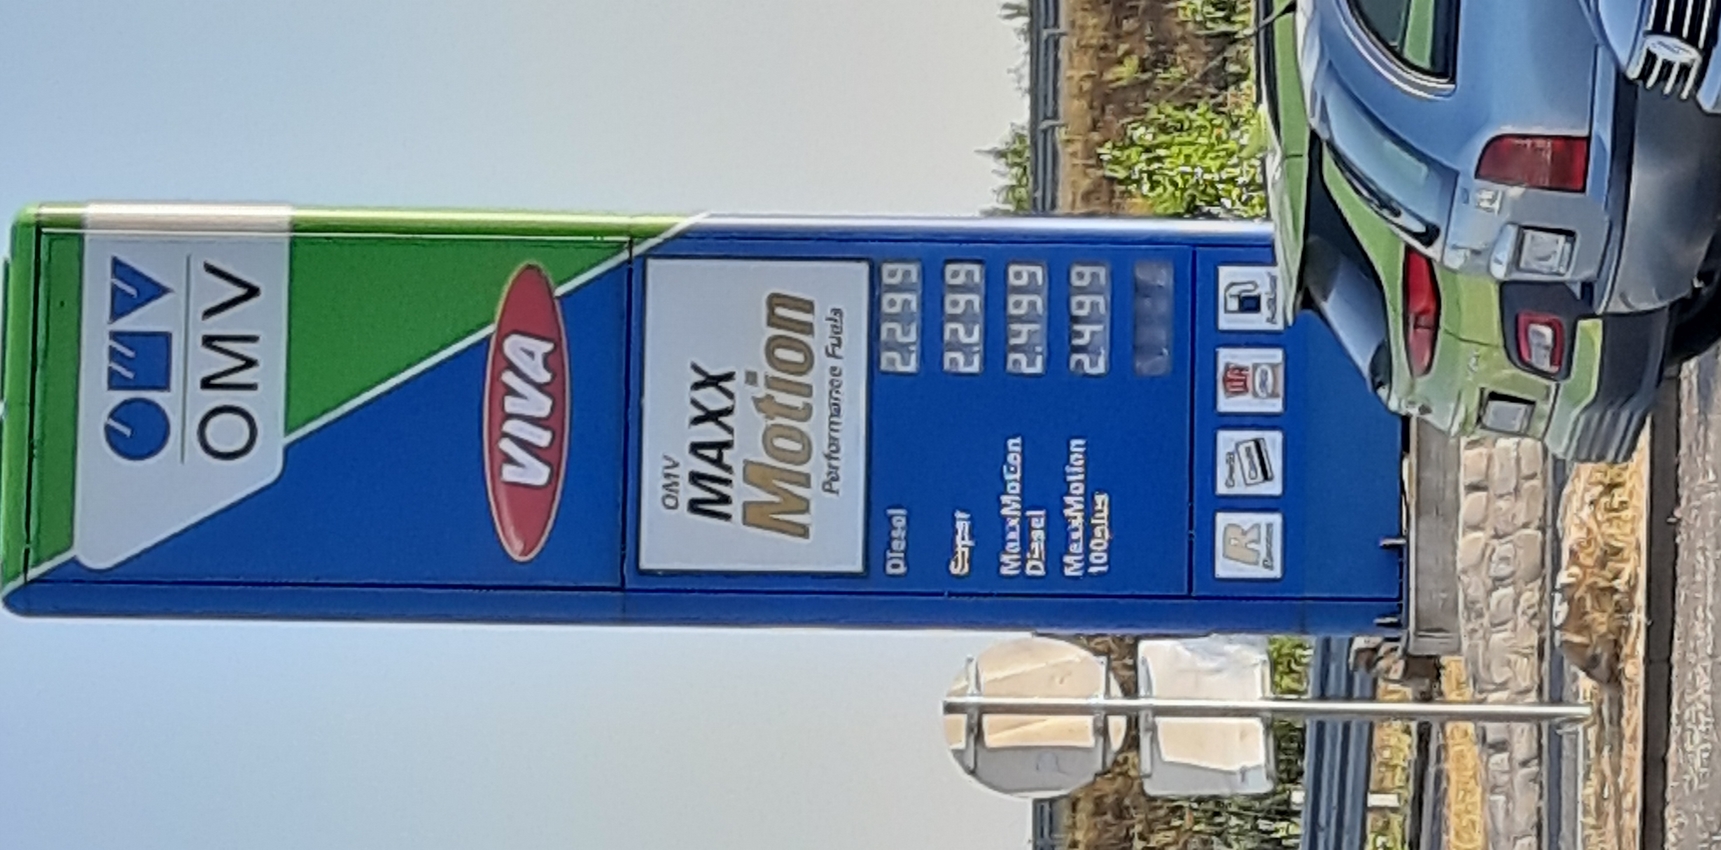 OMV
VIVA
OMV
MAXX
Motion
Performance Fuels
Diesel 2.299
Super 2.299
MaxxMotion
Diesel 2.499
MaxxMotion
100plus 2.499
R